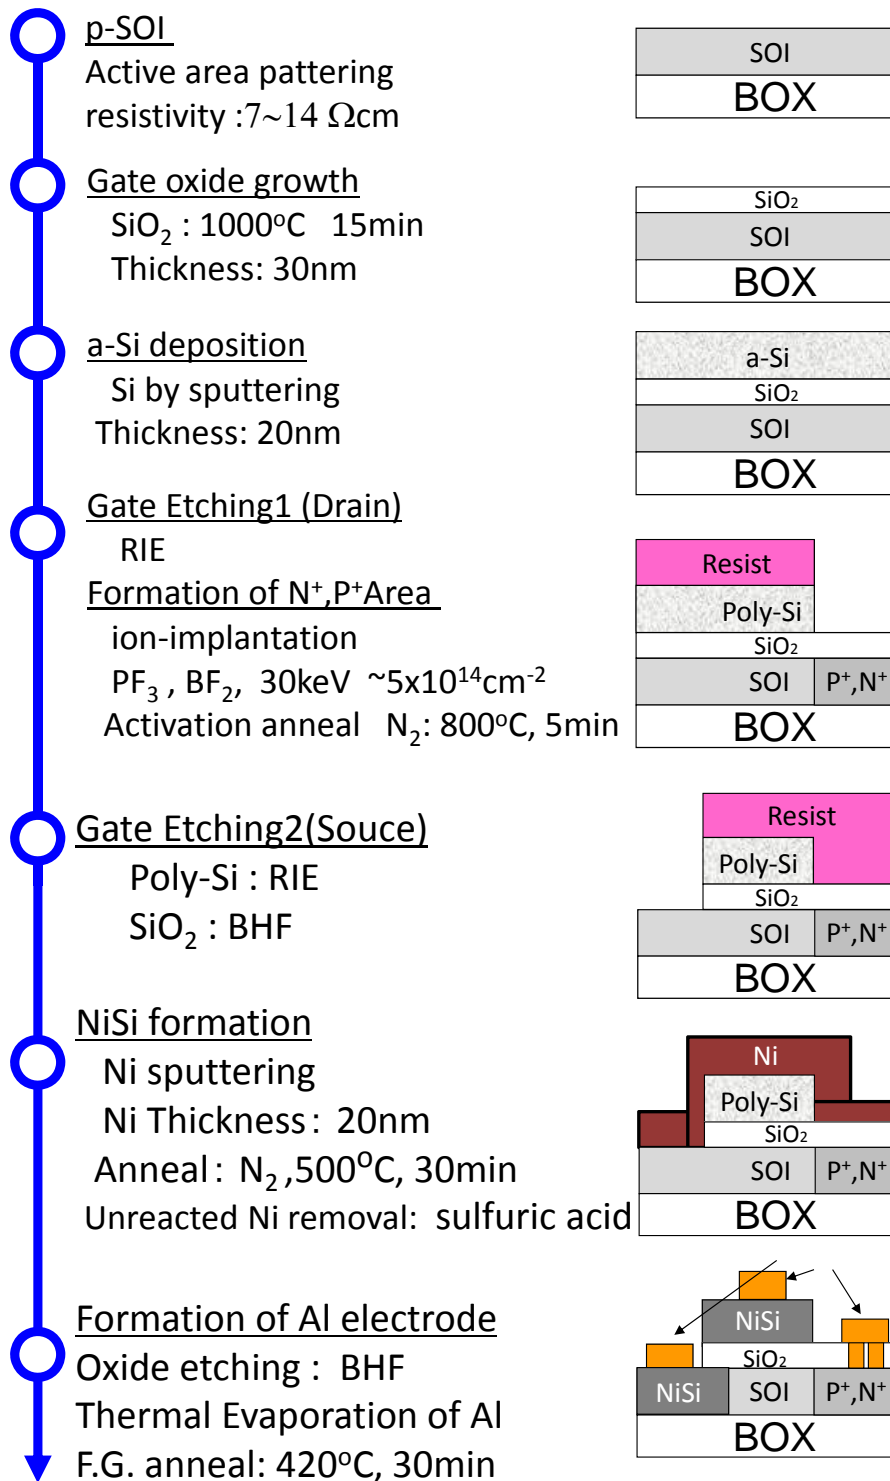 p-SOI
Active area pattering
resistivity :7~14 Ωcm
SOI
BOX
Gate oxide growth
SiO₂ : 1000°C 15min
Thickness: 30nm
SiO₂
SOI
BOX
a-Si deposition
Si by sputtering
Thickness: 20nm
a-Si
SiO₂
SOI
BOX
Gate Etching1 (Drain)
RIE
Formation of N⁺,P⁺Area
ion-implantation
PF₃ , BF₂, 30keV ~5x10¹⁴cm⁻²
Activation anneal N₂: 800°C, 5min
Resist
Poly-Si
SiO₂
SOI P⁺,N⁺
BOX
Gate Etching2(Souce)
Poly-Si : RIE
SiO₂ : BHF
Resist
Poly-Si
SiO₂
SOI P⁺,N⁺
BOX
NiSi formation
Ni sputtering
Ni Thickness : 20nm
Anneal : N₂ ,500°C, 30min
Unreacted Ni removal: sulfuric acid
Ni
Poly-Si
SiO₂
SOI P⁺,N⁺
BOX
Formation of Al electrode
Oxide etching : BHF
Thermal Evaporation of Al
F.G. anneal: 420°C, 30min
NiSi
SiO₂
NiSi SOI P⁺,N⁺
BOX